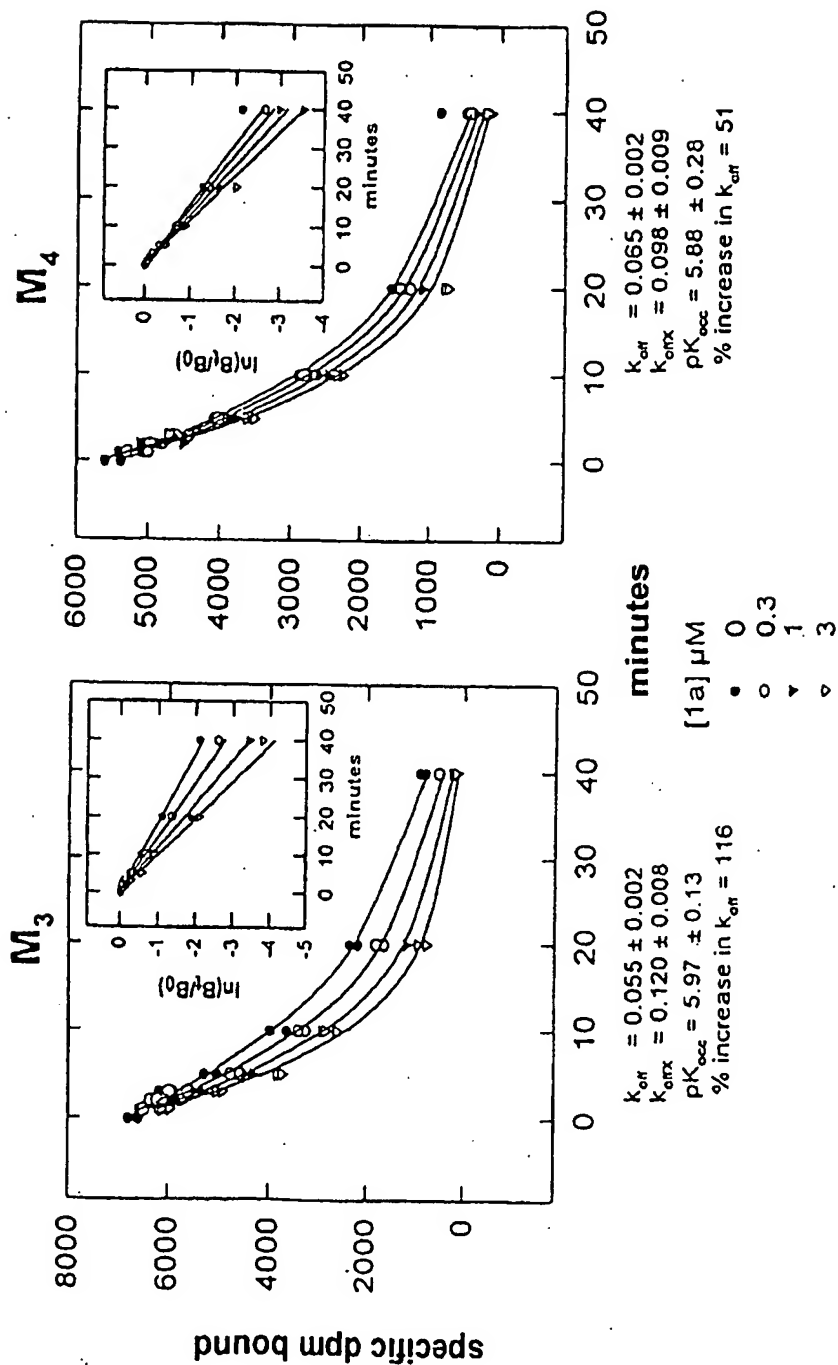 M3
M4
specific dpm bound
8000
6000
4000
2000
0
0
10
20
30
40
50
ln(Bt/B0)
0
-1
-2
-3
-4
-5
0 10 20 30 40 50
minutes
6000
5000
4000
3000
2000
1000
0
0
10
20
30
40
50
ln(Bt/B0)
0
-1
-2
-3
-4
0 10 20 30 40 50
minutes
minutes
koff = 0.055 ± 0.002
koffx = 0.120 ± 0.008
pKocc = 5.97 ± 0.13
% increase in koff = 116
koff = 0.065 ± 0.002
koffx = 0.098 ± 0.009
pKocc = 5.88 ± 0.28
% increase in koff = 51
[1a] µM
0
0.3
1
3